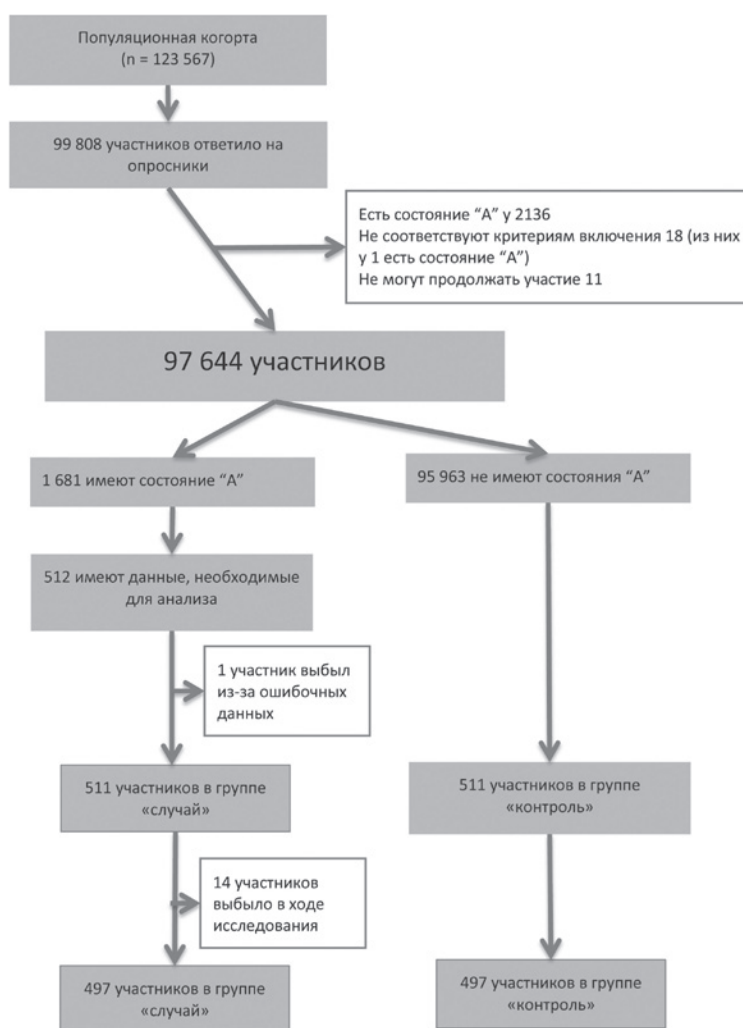 Популяционная когорта
(n = 123 567)
99 808 участников ответило на
опросники
Есть состояние “А” у 2136
Не соответствуют критериям включения 18 (из них
у 1 есть состояние “А”)
Не могут продолжать участие 11
97 644 участников
1 681 имеют состояние “А”
95 963 не имеют состояния “А”
512 имеют данные, необходимые
для анализа
1 участник выбыл
из-за ошибочных
данных
511 участников в группе
«случай»
511 участников в группе
«контроль»
14 участников
выбыло в ходе
исследования
497 участников в группе
«случай»
497 участников в группе
«контроль»